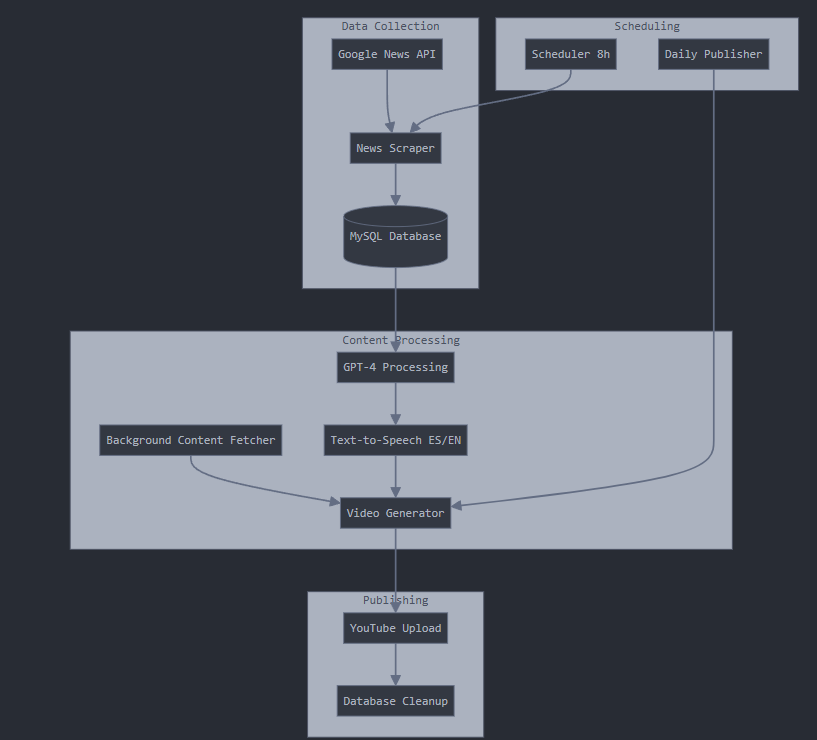 Data Collection
Scheduling
Google News API
Scheduler 8h
Daily Publisher
News Scraper
MySQL Database
Content Processing
GPT-4 Processing
Background Content Fetcher
Text-to-Speech ES/EN
Video Generator
Publishing
YouTube Upload
Database Cleanup